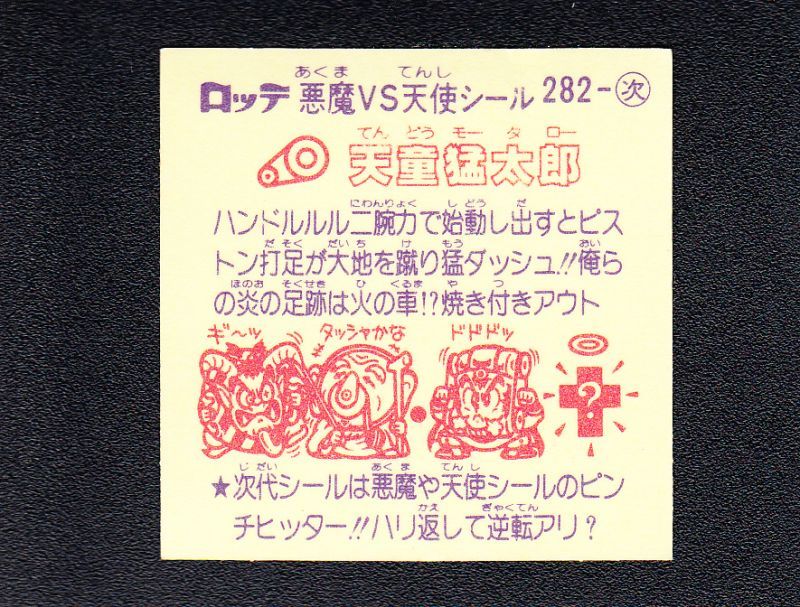 あくま てんし
ロッテ 悪魔VS天使シール 282-次
てんどうモータロー
天童猛太郎
にわんりょく しどう だ
ハンドルルル二腕力で始動し出すとピス
だそく だいち け もう おい
トン打足が大地を蹴り猛ダッシュ!!俺ら
ほのお そくせき ひ くるま や つ
の炎の足跡は火の車!?焼き付きアウト
ギ〜ッ タッシャかな ドドドッ
?
じだい あくま てんし
★次代シールは悪魔や天使シールのピン
かえ ぎゃくてん
チヒッター!!ハリ返して逆転アリ?